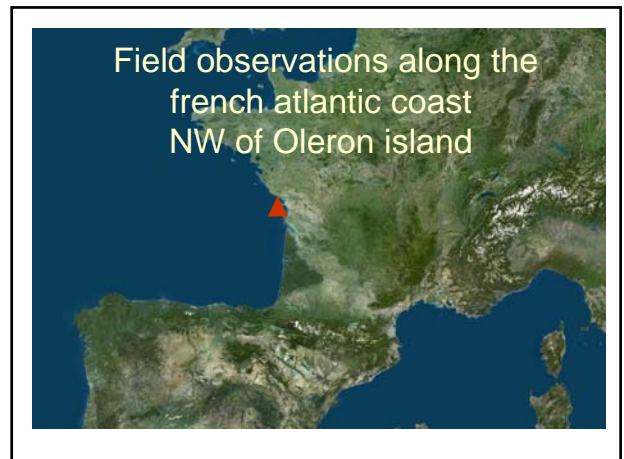 Field observations along the
french atlantic coast
NW of Oleron island